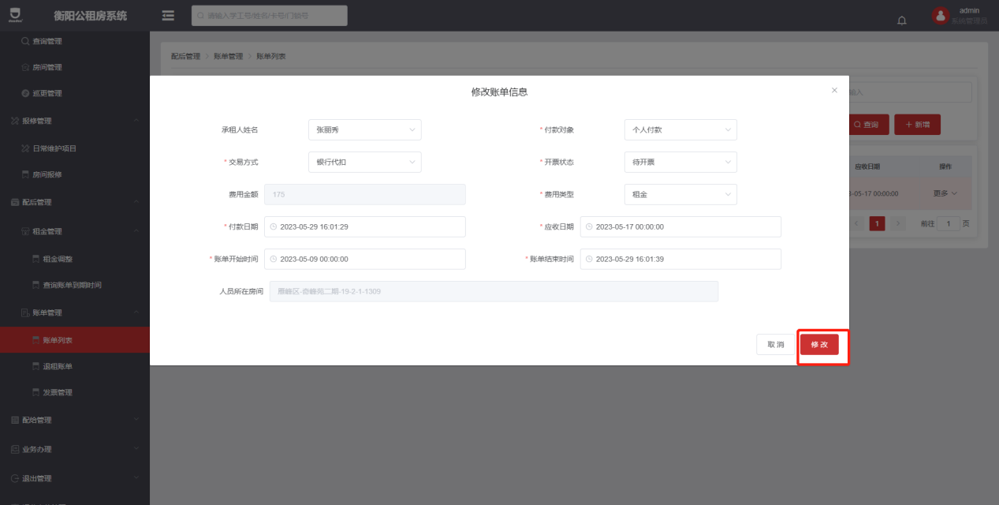 衡阳公租房系统
请输入学工号/姓名/卡号/门锁号
admin
系统管理员
查询管理
房间管理
巡更管理
报修管理
日常维护项目
房间报修
配后管理
租金管理
租金调整
查询账单到期时间
账单管理
账单列表
退租账单
发票管理
配给管理
业务办理
退出管理
配后管理 > 账单管理 > 账单列表
输入
查询
+ 新增
应收日期 操作
-05-17 00:00:00 更多
1 前往 1 页
修改账单信息
承租人姓名 张丽秀 * 付款对象 个人付款
* 交易方式 银行代扣 * 开票状态 待开票
费用金额 175 * 费用类型 租金
* 付款日期 2023-05-29 16:01:29 * 应收日期 2023-05-17 00:00:00
* 账单开始时间 2023-05-09 00:00:00 * 账单结束时间 2023-05-29 16:01:39
人员所在房间 雁峰区-奇峰苑二期-19-2-1-1309
取消 修改